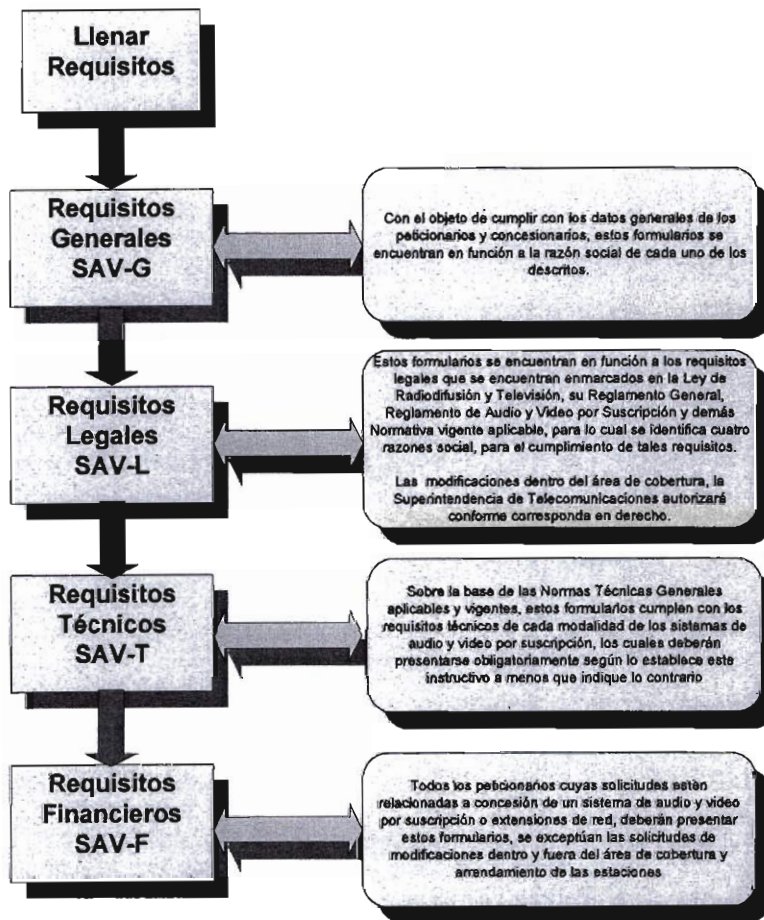 Llenar
Requisitos
Requisitos
Generales
SAV-G
Con el objeto de cumplir con los datos generales de los
peticionarios y concesionarios, estos formularios se
encuentran en función a la razón social de cada uno de los
descritos.
Requisitos
Legales
SAV-L
Estos formularios se encuentran en función a los requisitos
legales que se encuentran enmarcados en la Ley de
Radiodifusión y Televisión, su Reglamento General,
Reglamento de Audio y Video por Suscripción y demás
Normativa vigente aplicable, para lo cual se identifica cuatro
razones social, para el cumplimiento de tales requisitos.
Las modificaciones dentro del área de cobertura, la
Superintendencia de Telecomunicaciones autorizará
conforme corresponda en derecho.
Requisitos
Técnicos
SAV-T
Sobre la base de las Normas Técnicas Generales
aplicables y vigentes, estos formularios cumplen con los
requisitos técnicos de cada modalidad de los sistemas de
audio y video por suscripción, los cuales deberán
presentarse obligatoriamente según lo establece este
instructivo a menos que indique lo contrario
Requisitos
Financieros
SAV-F
Todos los peticionarios cuyas solicitudes estén
relacionadas a concesión de un sistema de audio y video
por suscripción o extensiones de red, deberán presentar
estos formularios, se exceptúan las solicitudes de
modificaciones dentro y fuera del área de cobertura y
arrendamiento de las estaciones